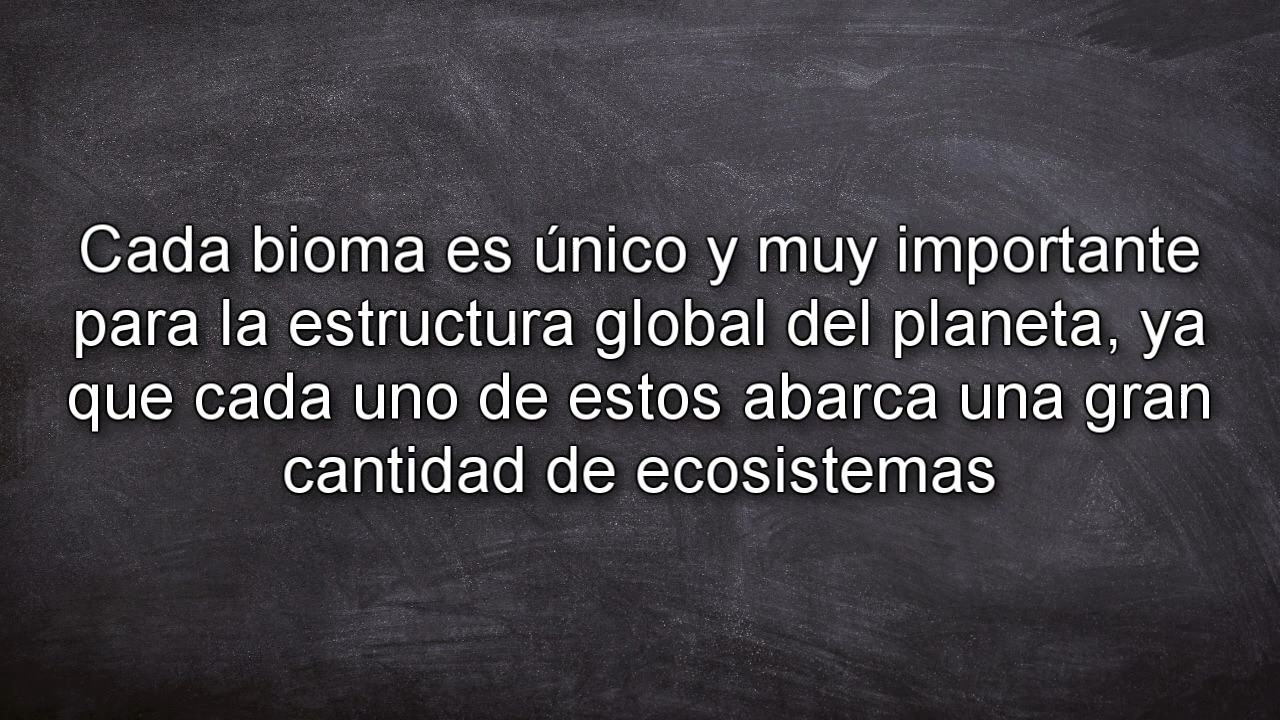 Cada bioma es único y muy importante
para la estructura global del planeta, ya
que cada uno de estos abarca una gran
cantidad de ecosistemas